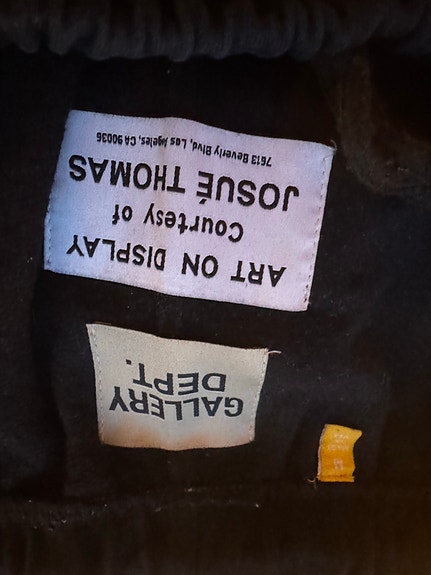 GALLERY
DEPT.
ART ON DISPLAY
Courtesy of
JOSUÉ THOMAS
7613 Beverly Blvd, Los Angeles, CA 90036